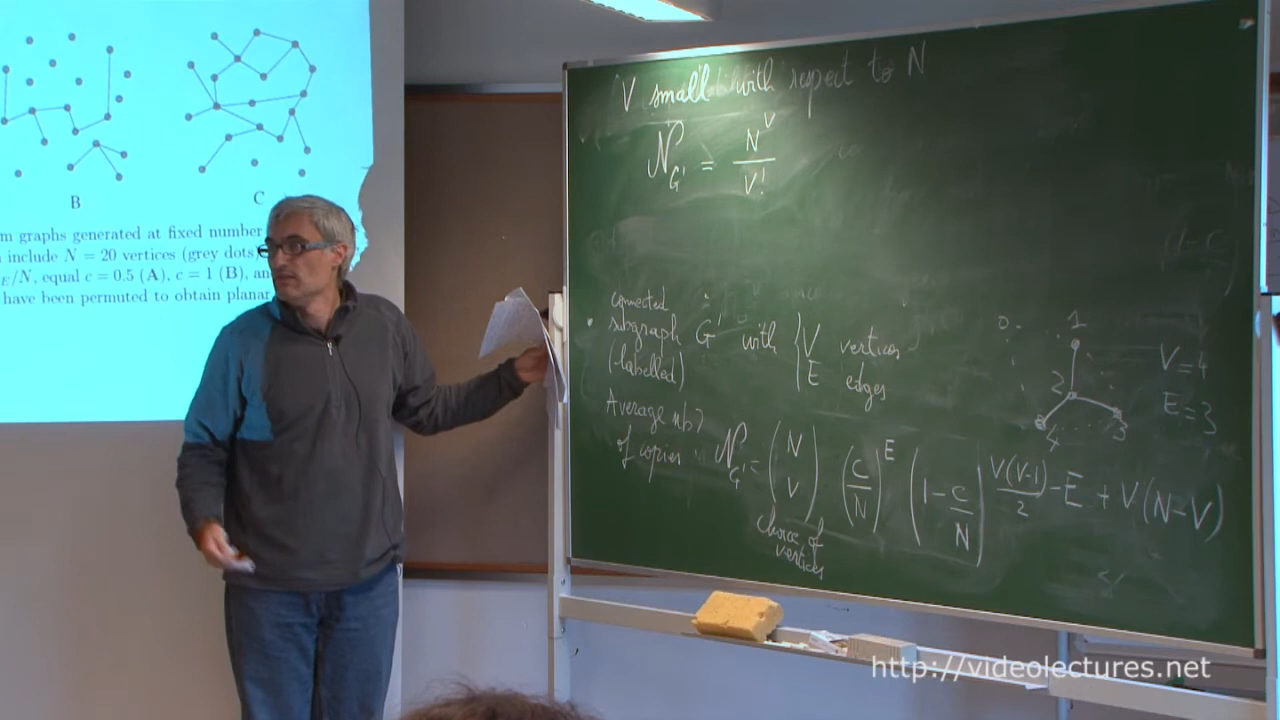 B
C
m graphs generated at fixed number
include N = 20 vertices (grey dots)
E/N, equal c = 0.5 (A), c = 1 (B), an
have been permuted to obtain planar
V small with repect to N
N_G' = N^V / V!
connected
subgraph G' with { V vertices
(labelled) E edges
1
2
4 3
V=4
E=3
Average nb
of copies : N_G' = (N V) (C/N)^E (1 - C/N)^{V(V-1)/2 - E + V(N-V)}
choice of
vertices
http://videolectures.net